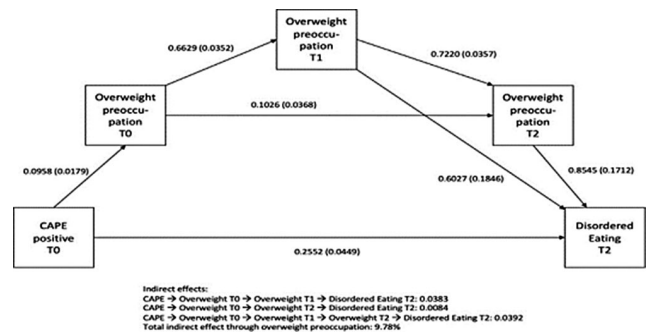 Overweight
preoccu-
pation
T1
0.6629 (0.0352)
0.7220 (0.0357)
Overweight
preoccu-
pation
T0
0.1026 (0.0368)
Overweight
preoccu-
pation
T2
0.0958 (0.0179)
0.6027 (0.1846)
0.8545 (0.1712)
CAPE
positive
T0
0.2552 (0.0449)
Disordered
Eating
T2
Indirect effects:
CAPE → Overweight T0 → Overweight T1 → Disordered Eating T2: 0.0383
CAPE → Overweight T0 → Overweight T2 → Disordered Eating T2: 0.0084
CAPE → Overweight T0 → Overweight T1 → Overweight T2 → Disordered Eating T2: 0.0392
Total indirect effect through overweight preoccupation: 9.78%